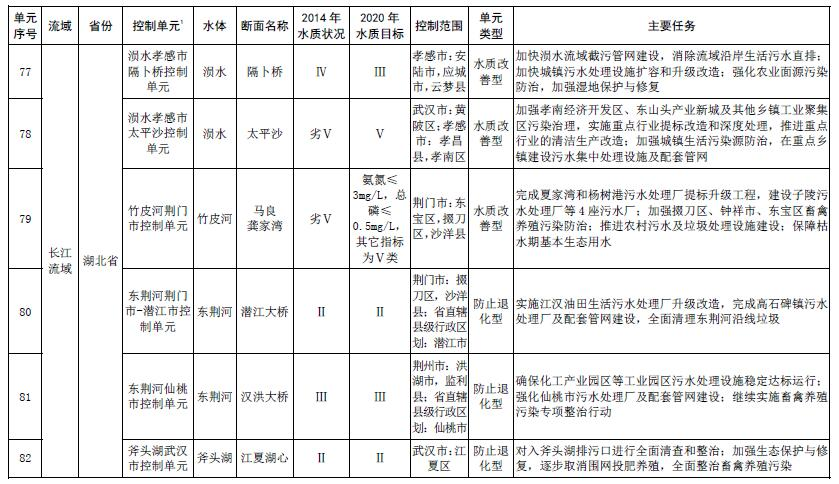 单元序号 流域 省份 控制单元¹ 水体 断面名称 2014年水质状况 2020年水质目标 控制范围 单元类型 主要任务
长江流域 湖北省
77 涢水孝感市隔卜桥控制单元 涢水 隔卜桥 Ⅳ Ⅲ 孝感市：安陆市，应城市，云梦县 水质改善型 加快涢水流域截污管网建设，消除流域沿岸生活污水直排；加快城镇污水处理设施扩容和升级改造；强化农业面源污染防治，加强湿地保护与修复
78 涢水孝感市太平沙控制单元 涢水 太平沙 劣Ⅴ Ⅴ 武汉市：黄陂区；孝感市：孝昌县，孝南区 水质改善型 加强孝南经济开发区、东山头产业新城及其他乡镇工业聚集区污染治理，实施重点行业提标改造和深度处理，推进重点行业的清洁生产改造；加强城镇生活污染源防治，在重点乡镇建设污水集中处理设施及配套管网
79 竹皮河荆门市控制单元 竹皮河 马良龚家湾 劣Ⅴ 氨氮≤3mg/L，总磷≤0.5mg/L，其它指标为Ⅴ类 荆门市：东宝区，掇刀区，沙洋县 水质改善型 完成夏家湾和杨树港污水处理厂提标升级工程，建设子陵污水处理厂等4座污水厂；加强掇刀区、钟祥市、东宝区畜禽养殖污染防治；推进农村污水及垃圾处理设施建设；保障枯水期基本生态用水
80 东荆河荆门市-潜江市控制单元 东荆河 潜江大桥 Ⅱ Ⅱ 荆门市：掇刀区，沙洋县；省直辖县级行政区划：潜江市 防止退化型 实施江汉油田生活污水处理厂升级改造，完成高石碑镇污水处理厂及配套管网建设，全面清理东荆河沿线垃圾
81 东荆河仙桃市控制单元 东荆河 汉洪大桥 Ⅲ Ⅲ 荆州市：洪湖市，监利县；省直辖县级行政区划：仙桃市 防止退化型 确保化工产业园区等工业园区污水处理设施稳定达标运行；强化仙桃市污水处理厂及配套管网建设；继续实施畜禽养殖污染专项整治行动
82 斧头湖武汉市控制单元 斧头湖 江夏湖心 Ⅱ Ⅱ 武汉市：江夏区 防止退化型 对入斧头湖排污口进行全面清查和整治；加强生态保护与修复，逐步取消围网投肥养殖，全面整治畜禽养殖污染